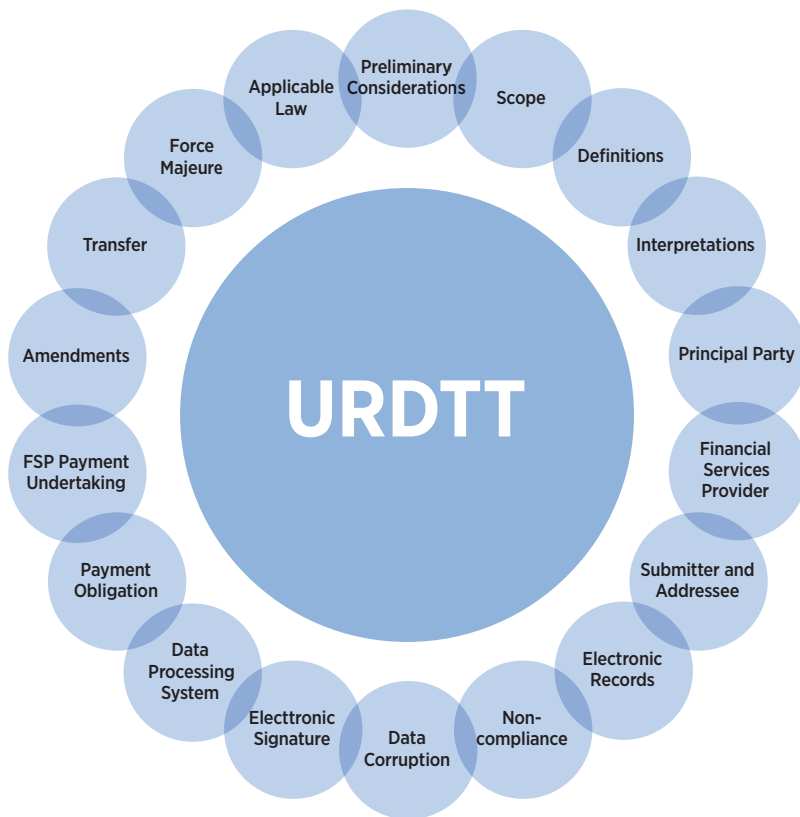 Preliminary
Considerations
Scope
Definitions
Interpretations
Principal Party
Financial
Services
Provider
Submitter and
Addressee
Electronic
Records
Non-
compliance
Data
Corruption
Electtronic
Signature
Data
Processing
System
Payment
Obligation
FSP Payment
Undertaking
Amendments
Transfer
Force
Majeure
Applicable
Law
URDTT